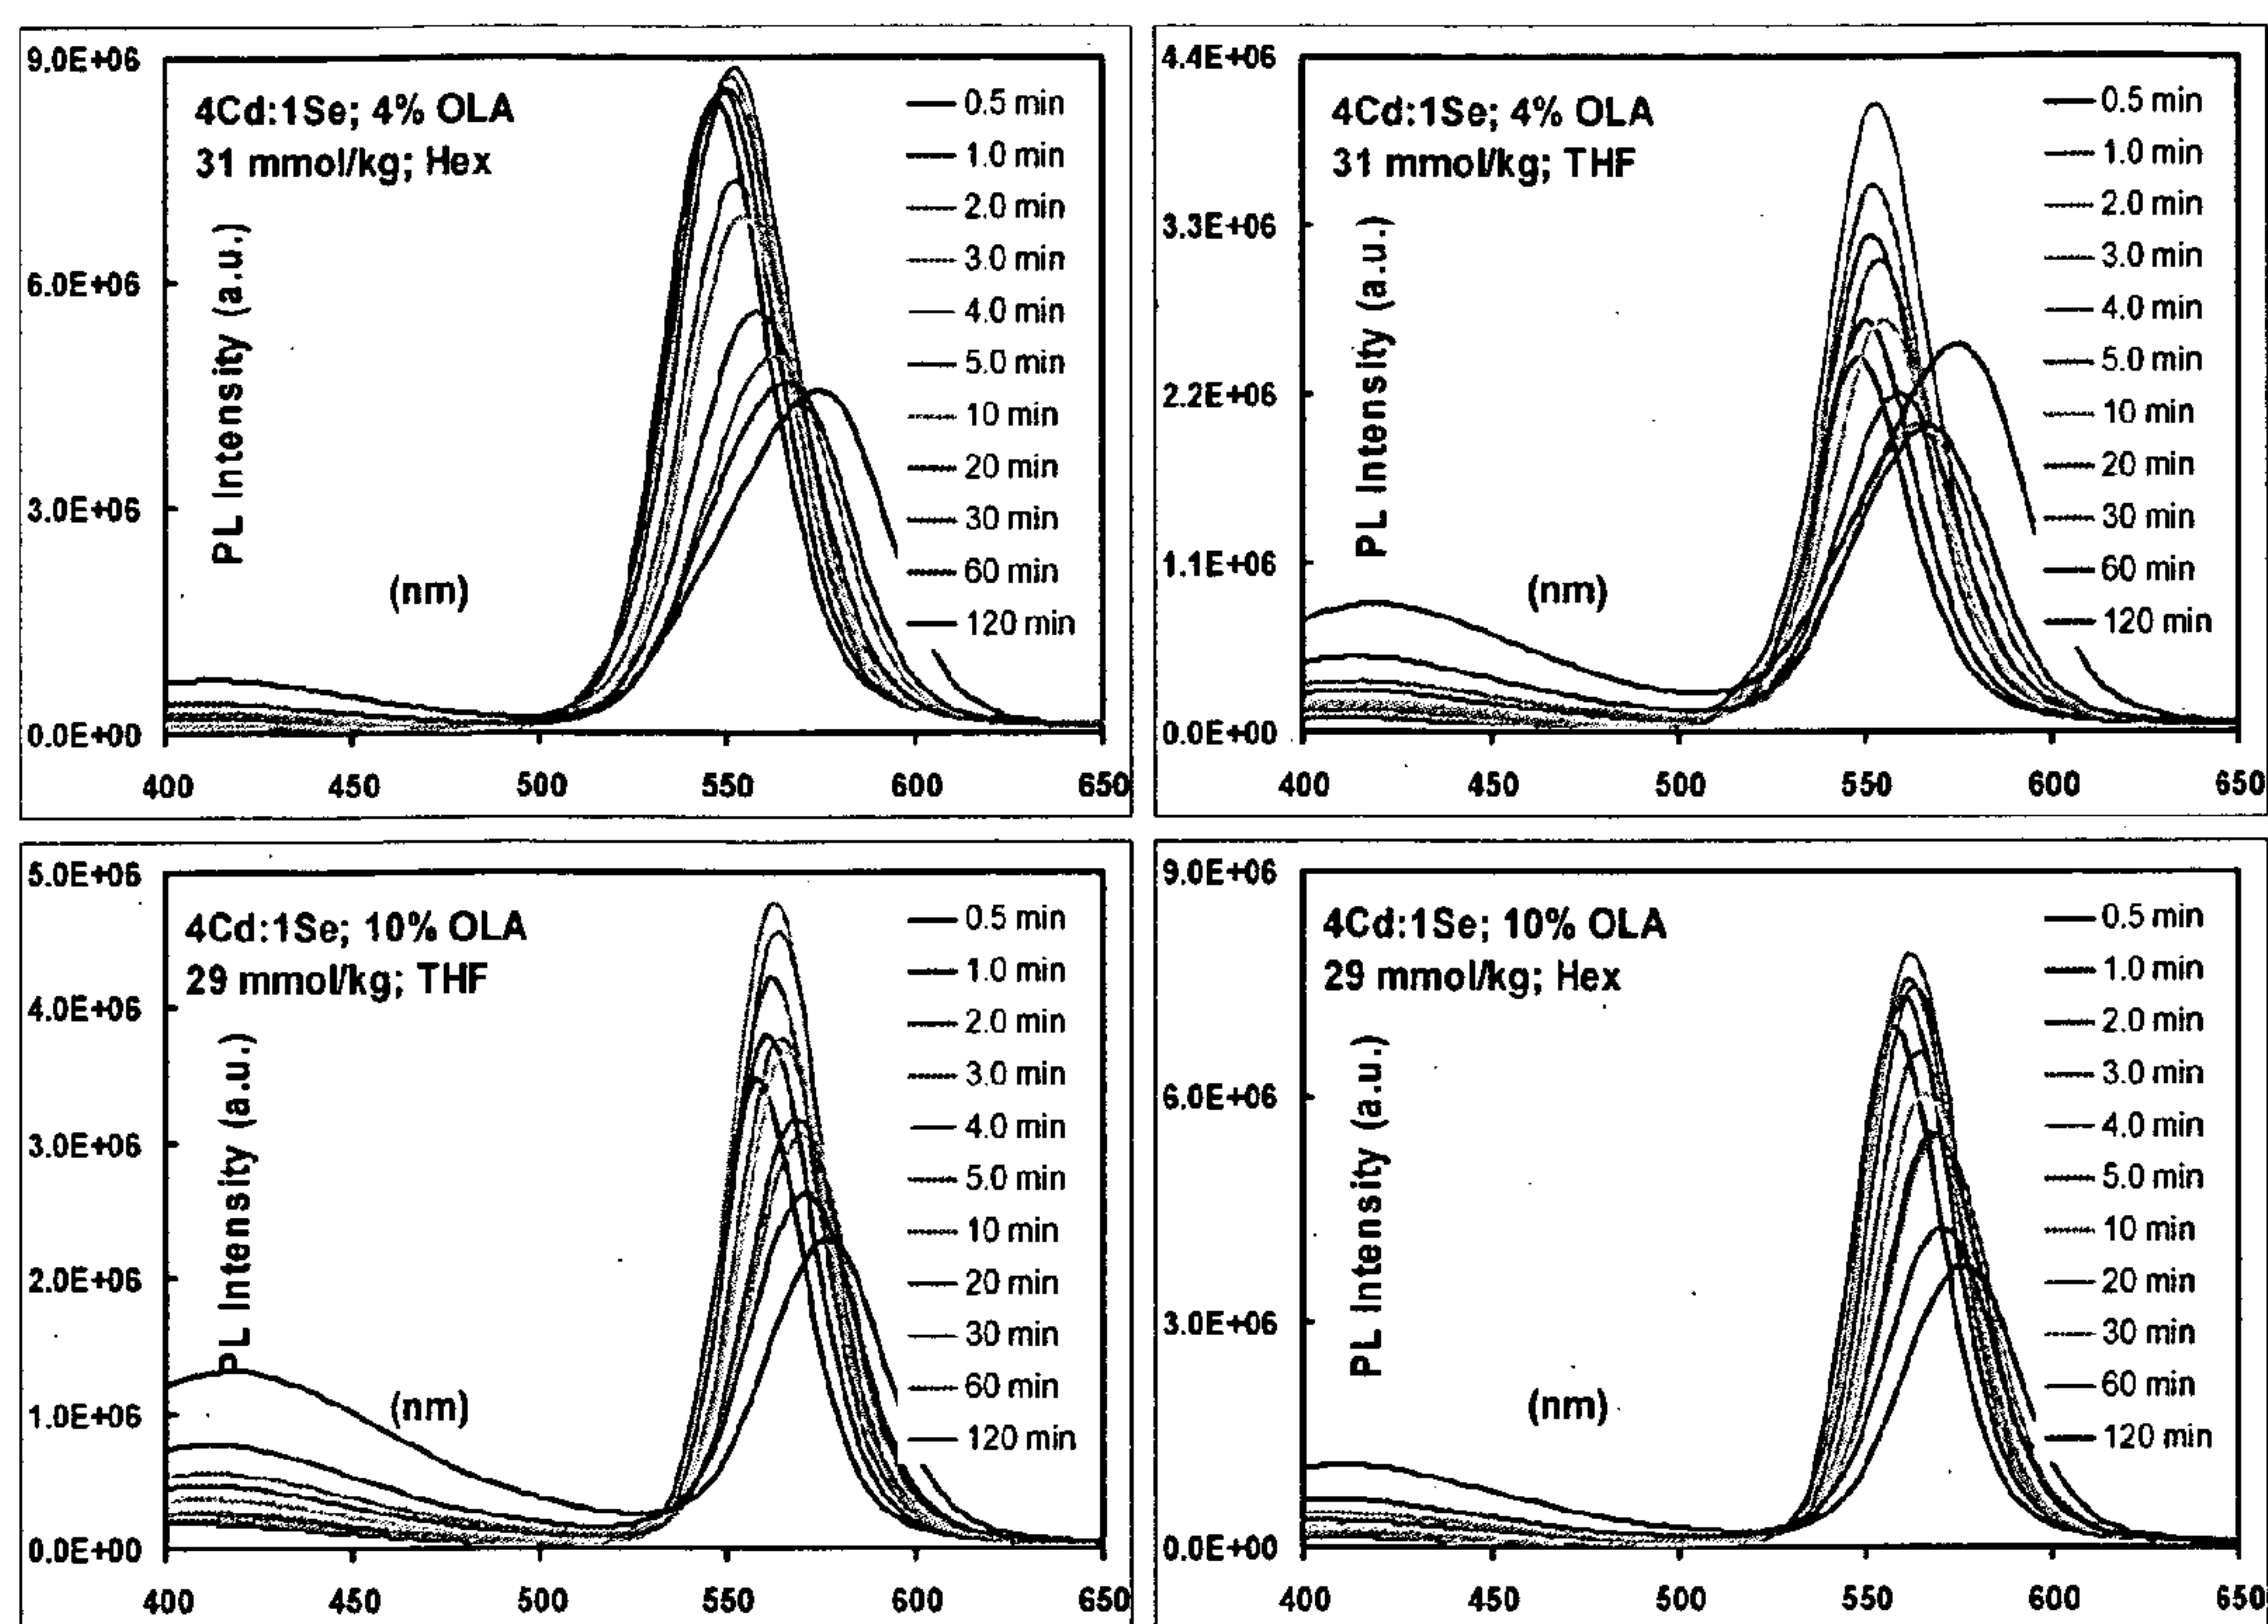 9.0E+06
6.0E+06
3.0E+06
0.0E+00
4Cd:1Se; 4% OLA
31 mmol/kg; Hex
PL Intensity (a.u.)
(nm)
0.5 min
1.0 min
2.0 min
3.0 min
4.0 min
5.0 min
10 min
20 min
30 min
60 min
120 min
400 450 500 550 600 650
4.4E+06
3.3E+06
2.2E+06
1.1E+06
0.0E+00
4Cd:1Se; 4% OLA
31 mmol/kg; THF
PL Intensity (a.u.)
(nm)
0.5 min
1.0 min
2.0 min
3.0 min
4.0 min
5.0 min
10 min
20 min
30 min
60 min
120 min
400 450 500 550 600 650
5.0E+06
4.0E+06
3.0E+06
2.0E+06
1.0E+06
0.0E+00
4Cd:1Se; 10% OLA
29 mmol/kg; THF
PL Intensity (a.u.)
(nm)
0.5 min
1.0 min
2.0 min
3.0 min
4.0 min
5.0 min
10 min
20 min
30 min
60 min
120 min
400 450 500 550 600 650
9.0E+06
6.0E+06
3.0E+06
0.0E+00
4Cd:1Se; 10% OLA
29 mmol/kg; Hex
PL Intensity (a.u.)
(nm)
0.5 min
1.0 min
2.0 min
3.0 min
4.0 min
5.0 min
10 min
20 min
30 min
60 min
120 min
400 450 500 550 600 650